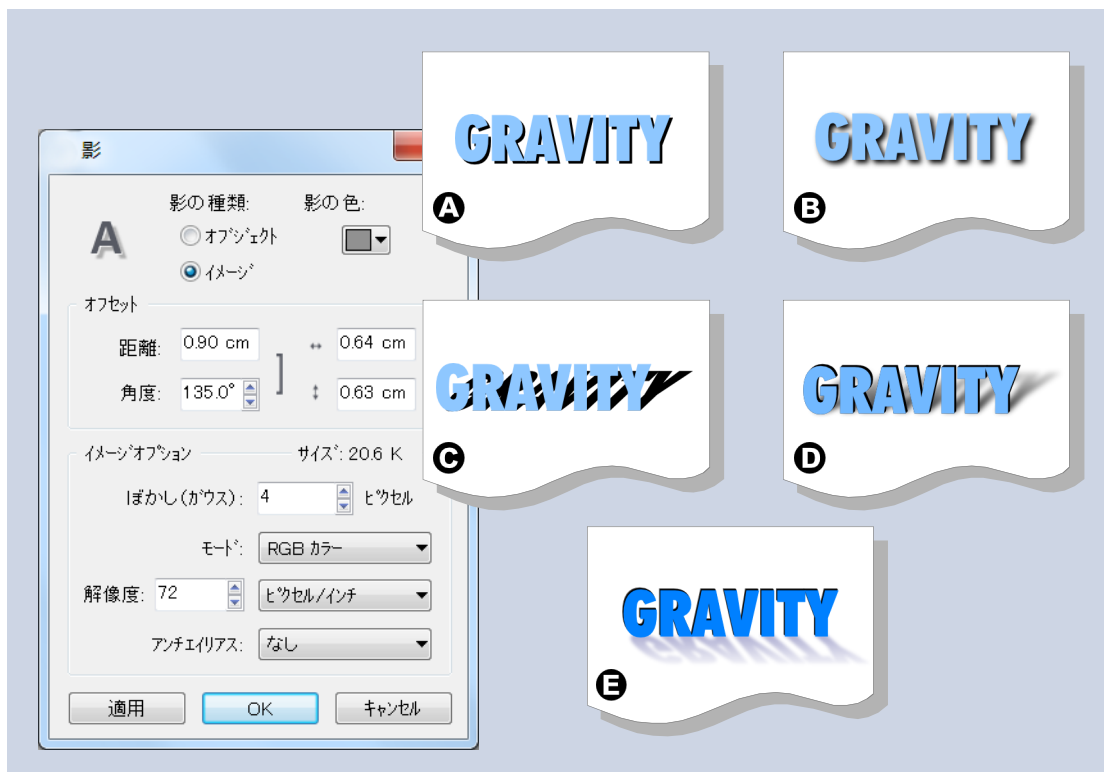 影
影の種類: 影の色:
A
オブジェクト
イメージ
オフセット
距離: 0.90 cm ↔ 0.64 cm
角度: 135.0° ↕ 0.63 cm
イメージオプション サイズ: 20.6 K
ぼかし(ガウス): 4 ピクセル
モード: RGB カラー
解像度: 72 ピクセル/インチ
アンチエイリアス: なし
適用 OK キャンセル
GRAVITY
A
GRAVITY
B
GRAVITY
C
GRAVITY
D
GRAVITY
E